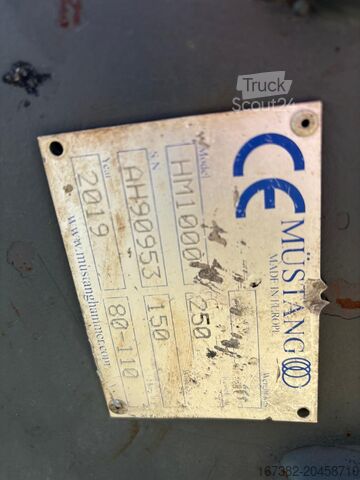 Truck
Scout24
CE
MÜSTANG
MADE IN EUROPE
Model
HM1000
250
S.N.
AH90953
150
Year
2019
80-110
www.mustanghammer.com
167382-20458710